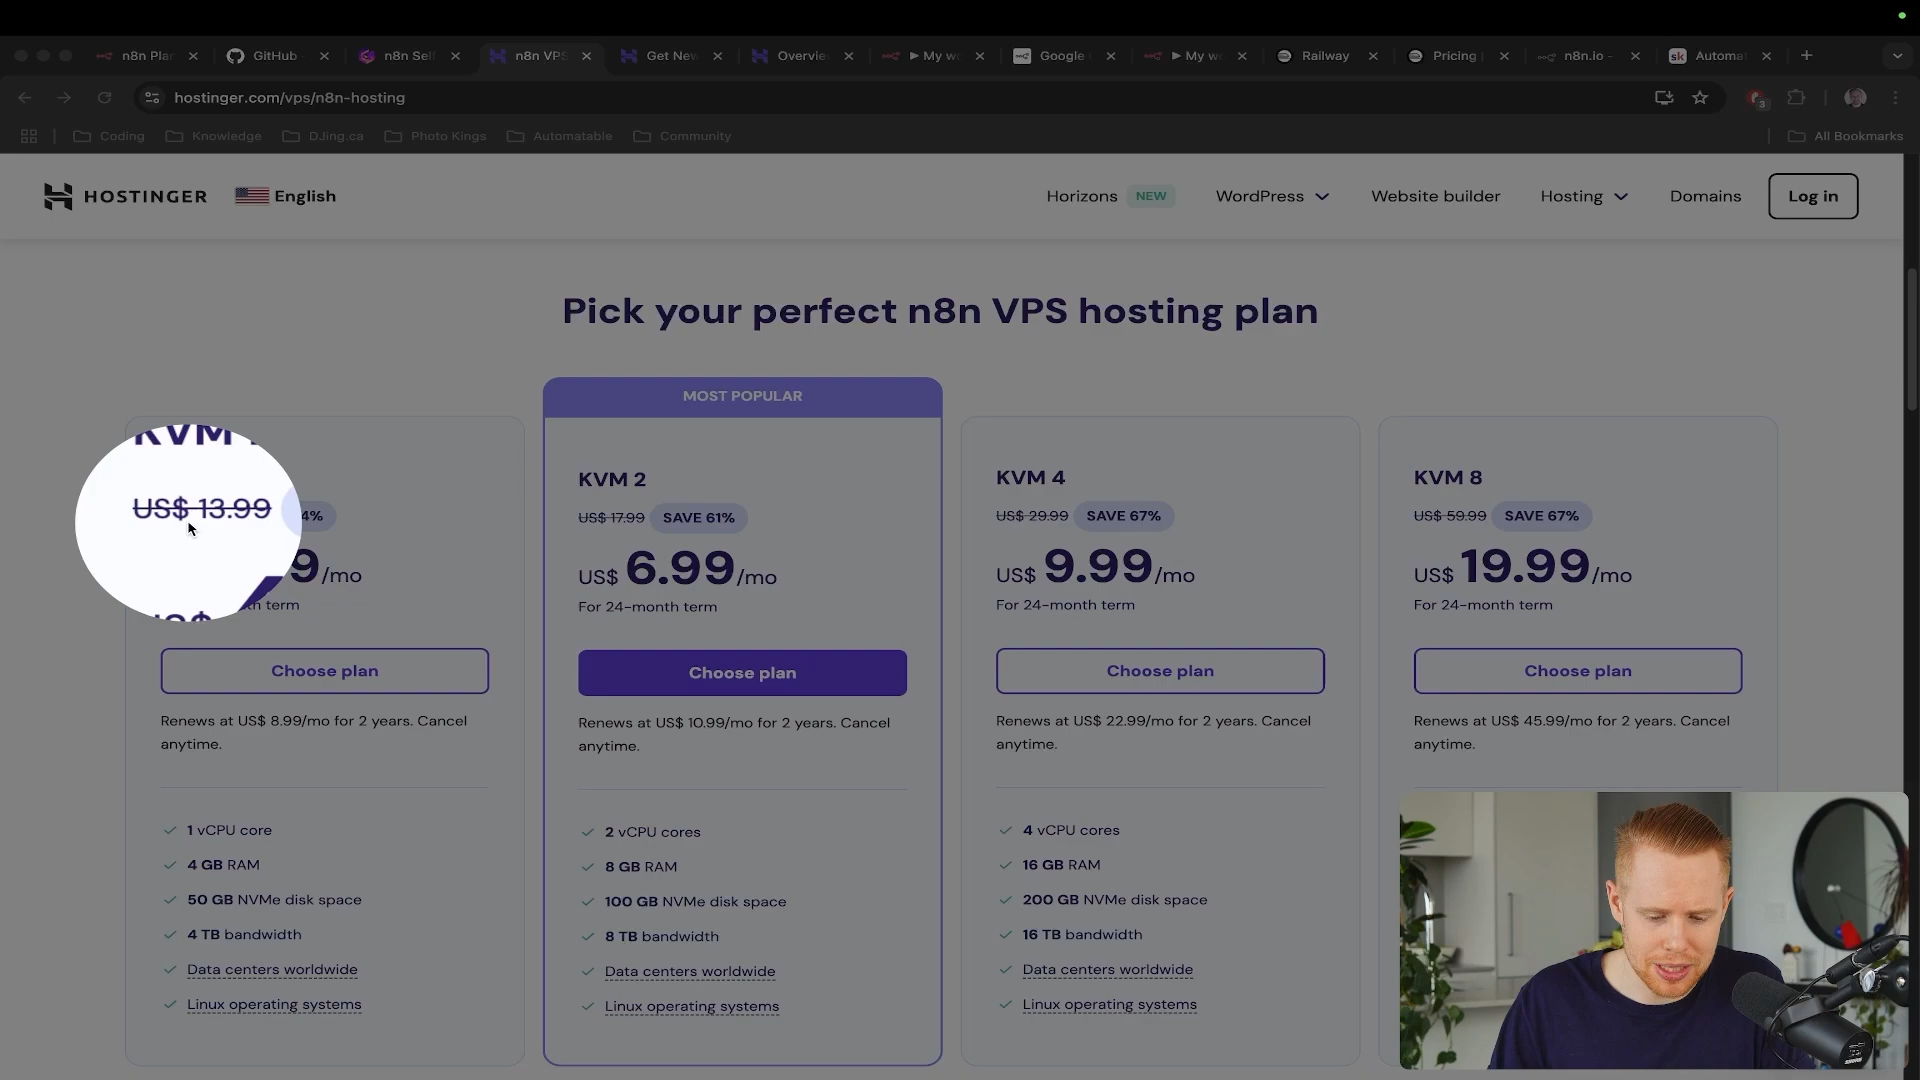 n8n Plan
GitHub
n8n Self
n8n VPS
Get New
Overvie
▶ My w
Google
▶ My w
Railway
Pricing
n8n.io -
Automat
hostinger.com/vps/n8n-hosting
3
Coding
Knowledge
DJing.ca
Photo Kings
Automatable
Community
All Bookmarks
HOSTINGER
English
Horizons NEW
WordPress
Website builder
Hosting
Domains
Log in
Pick your perfect n8n VPS hosting plan
KVM
US$ 13.99
4%
9/mo
th term
Choose plan
Renews at US$ 8.99/mo for 2 years. Cancel
anytime.
1 vCPU core
4 GB RAM
50 GB NVMe disk space
4 TB bandwidth
Data centers worldwide
Linux operating systems
MOST POPULAR
KVM 2
US$ 17.99 SAVE 61%
US$ 6.99/mo
For 24-month term
Choose plan
Renews at US$ 10.99/mo for 2 years. Cancel
anytime.
2 vCPU cores
8 GB RAM
100 GB NVMe disk space
8 TB bandwidth
Data centers worldwide
Linux operating systems
KVM 4
US$ 29.99 SAVE 67%
US$ 9.99/mo
For 24-month term
Choose plan
Renews at US$ 22.99/mo for 2 years. Cancel
anytime.
4 vCPU cores
16 GB RAM
200 GB NVMe disk space
16 TB bandwidth
Data centers worldwide
Linux operating systems
KVM 8
US$ 59.99 SAVE 67%
US$ 19.99/mo
For 24-month term
Choose plan
Renews at US$ 45.99/mo for 2 years. Cancel
anytime.